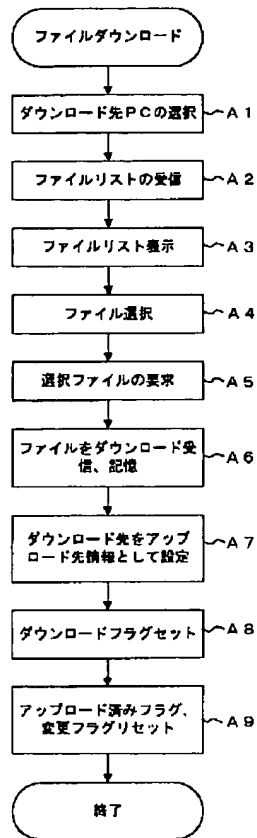 ファイルダウンロード
ダウンロード先PCの選択 A1
ファイルリストの受信 A2
ファイルリスト表示 A3
ファイル選択 A4
選択ファイルの要求 A5
ファイルをダウンロード受
信、記憶 A6
ダウンロード先をアップ
ロード先情報として設定 A7
ダウンロードフラグセット A8
アップロード済みフラグ、
変更フラグリセット A9
終了